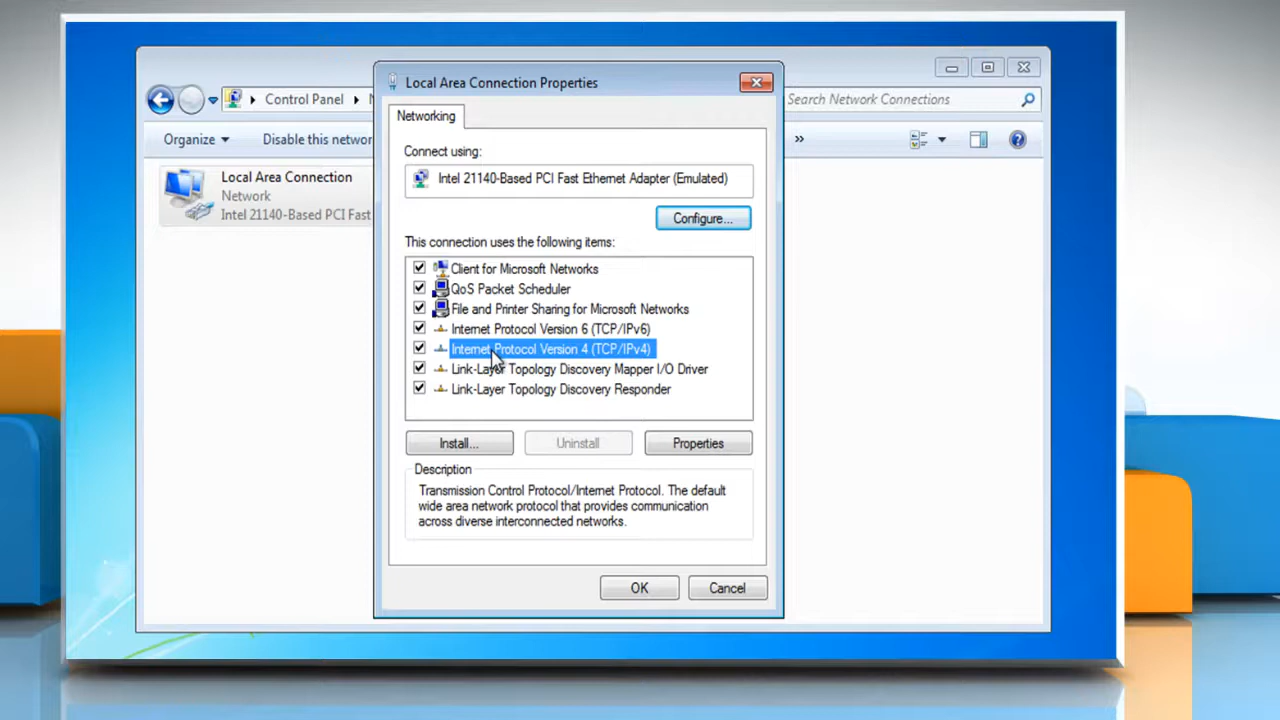 Local Area Connection Properties
Control Panel
Search Network Connections
Networking
Organize
Disable this networ
Connect using:
Local Area Connection
Network
Intel 21140-Based PCI Fast
Intel 21140-Based PCI Fast Ethernet Adapter (Emulated)
Configure...
This connection uses the following items:
Client for Microsoft Networks
QoS Packet Scheduler
File and Printer Sharing for Microsoft Networks
Internet Protocol Version 6 (TCP/IPv6)
Internet Protocol Version 4 (TCP/IPv4)
Link-Layer Topology Discovery Mapper I/O Driver
Link-Layer Topology Discovery Responder
Install...
Uninstall
Properties
Description
Transmission Control Protocol/Internet Protocol. The default
wide area network protocol that provides communication
across diverse interconnected networks.
OK
Cancel